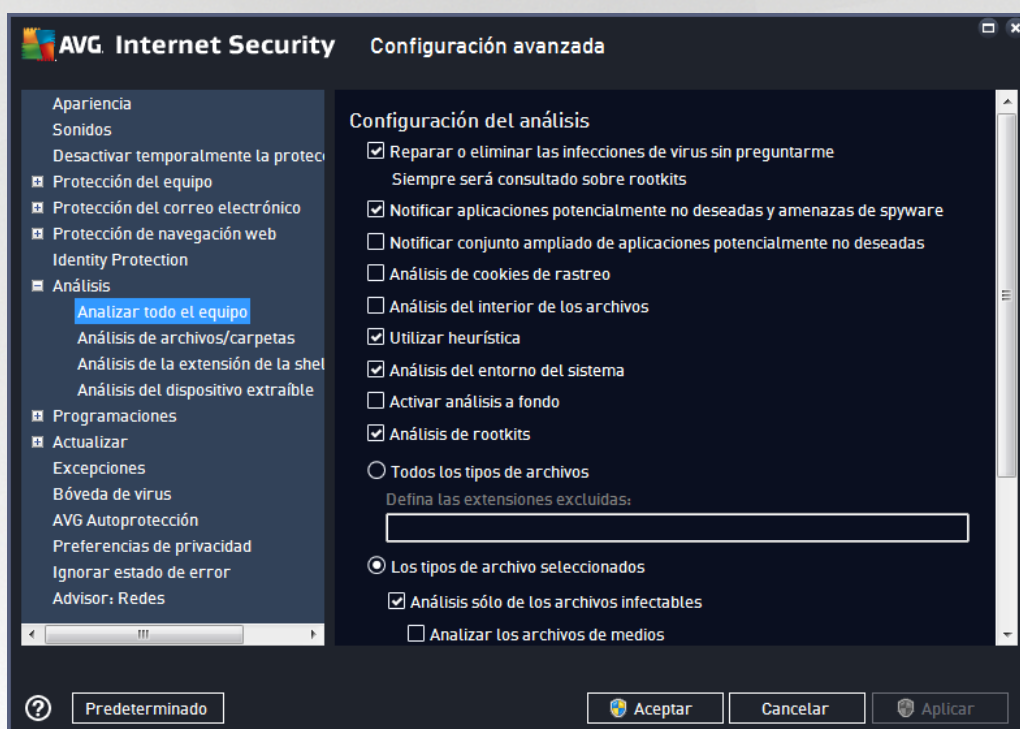 AVG. Internet Security
Configuración avanzada
Apariencia
Sonidos
Desactivar temporalmente la protec
Protección del equipo
Protección del correo electrónico
Protección de navegación web
Identity Protection
Análisis
Analizar todo el equipo
Análisis de archivos/carpetas
Análisis de la extensión de la shel
Análisis del dispositivo extraíble
Programaciones
Actualizar
Excepciones
Bóveda de virus
AVG Autoprotección
Preferencias de privacidad
Ignorar estado de error
Advisor: Redes
Configuración del análisis
Reparar o eliminar las infecciones de virus sin preguntarme
Siempre será consultado sobre rootkits
Notificar aplicaciones potencialmente no deseadas y amenazas de spyware
Notificar conjunto ampliado de aplicaciones potencialmente no deseadas
Análisis de cookies de rastreo
Análisis del interior de los archivos
Utilizar heurística
Análisis del entorno del sistema
Activar análisis a fondo
Análisis de rootkits
Todos los tipos de archivos
Defina las extensiones excluidas:
Los tipos de archivo seleccionados
Análisis sólo de los archivos infectables
Analizar los archivos de medios
Predeterminado
Aceptar
Cancelar
Aplicar